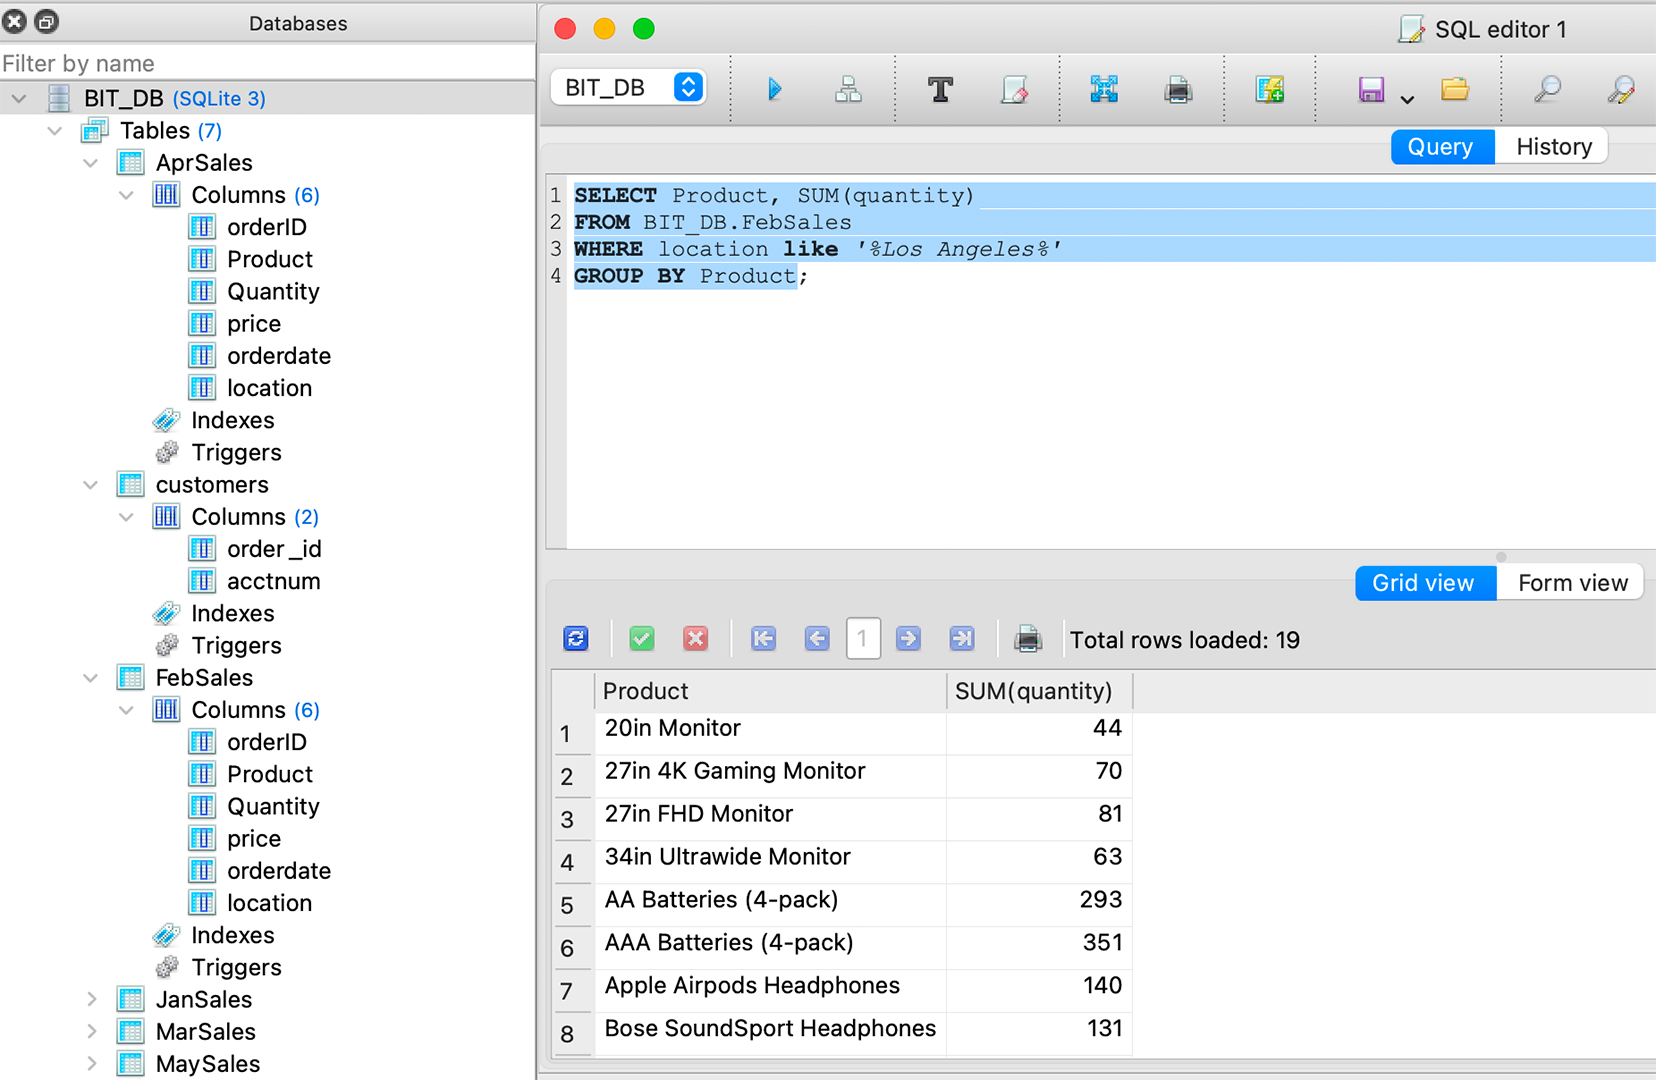 Databases
Filter by name
BIT_DB (SQLite 3)
Tables (7)
AprSales
Columns (6)
orderID
Product
Quantity
price
orderdate
location
Indexes
Triggers
customers
Columns (2)
order _id
acctnum
Indexes
Triggers
FebSales
Columns (6)
orderID
Product
Quantity
price
orderdate
location
Indexes
Triggers
JanSales
MarSales
MaySales
SQL editor 1
BIT_DB
Query History
1 SELECT Product, SUM(quantity)
2 FROM BIT_DB.FebSales
3 WHERE location like '%Los Angeles%'
4 GROUP BY Product;
Grid view Form view
1 Total rows loaded: 19
Product SUM(quantity)
1 20in Monitor 44
2 27in 4K Gaming Monitor 70
3 27in FHD Monitor 81
4 34in Ultrawide Monitor 63
5 AA Batteries (4-pack) 293
6 AAA Batteries (4-pack) 351
7 Apple Airpods Headphones 140
8 Bose SoundSport Headphones 131